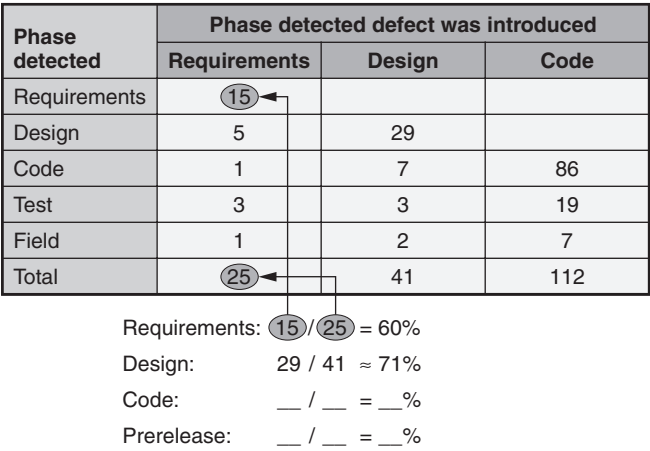 Phase detected Phase detected defect was introduced
Requirements Design Code
Requirements 15
Design 5 29
Code 1 7 86
Test 3 3 19
Field 1 2 7
Total 25 41 112
Requirements: 15 / 25 = 60%
Design: 29 / 41 ≈ 71%
Code: __ / __ = __%
Prerelease: __ / __ = __%